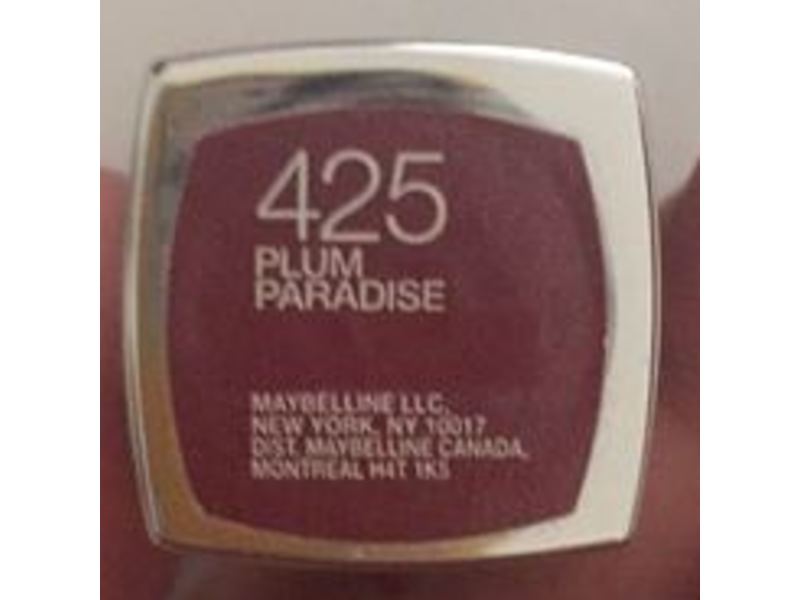 425
PLUM
PARADISE
MAYBELLINE LLC,
NEW YORK, NY 10017
DIST. MAYBELLINE CANADA,
MONTREAL H4T 1K5